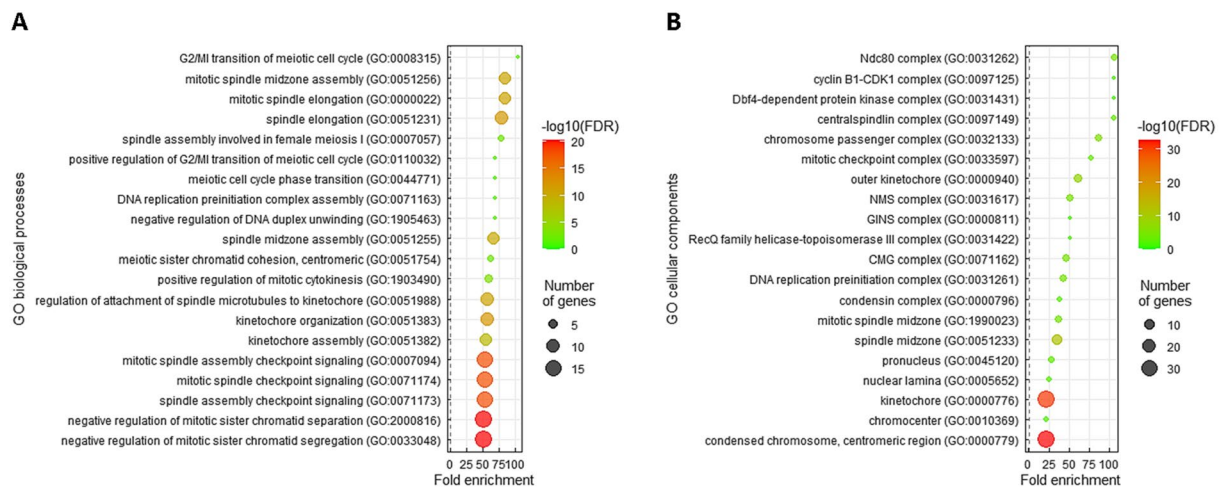 A
GO biological processes
G2/MI transition of meiotic cell cycle (GO:0008315)
mitotic spindle midzone assembly (GO:0051256)
mitotic spindle elongation (GO:0000022)
spindle elongation (GO:0051231)
spindle assembly involved in female meiosis I (GO:0007057)
positive regulation of G2/MI transition of meiotic cell cycle (GO:0110032)
meiotic cell cycle phase transition (GO:0044771)
DNA replication preinitiation complex assembly (GO:0071163)
negative regulation of DNA duplex unwinding (GO:1905463)
spindle midzone assembly (GO:0051255)
meiotic sister chromatid cohesion, centromeric (GO:0051754)
positive regulation of mitotic cytokinesis (GO:1903490)
regulation of attachment of spindle microtubules to kinetochore (GO:0051988)
kinetochore organization (GO:0051383)
kinetochore assembly (GO:0051382)
mitotic spindle assembly checkpoint signaling (GO:0007094)
mitotic spindle checkpoint signaling (GO:0071174)
spindle assembly checkpoint signaling (GO:0071173)
negative regulation of mitotic sister chromatid separation (GO:2000816)
negative regulation of mitotic sister chromatid segregation (GO:0033048)
0 25 50 75 100
Fold enrichment
-log10(FDR)
20
15
10
5
0
Number
of genes
5
10
15
B
GO cellular components
Ndc80 complex (GO:0031262)
cyclin B1-CDK1 complex (GO:0097125)
Dbf4-dependent protein kinase complex (GO:0031431)
centralspindlin complex (GO:0097149)
chromosome passenger complex (GO:0032133)
mitotic checkpoint complex (GO:0033597)
outer kinetochore (GO:0000940)
NMS complex (GO:0031617)
GINS complex (GO:0000811)
RecQ family helicase-topoisomerase III complex (GO:0031422)
CMG complex (GO:0071162)
DNA replication preinitiation complex (GO:0031261)
condensin complex (GO:0000796)
mitotic spindle midzone (GO:1990023)
spindle midzone (GO:0051233)
pronucleus (GO:0045120)
nuclear lamina (GO:0005652)
kinetochore (GO:0000776)
chromocenter (GO:0010369)
condensed chromosome, centromeric region (GO:0000779)
0 25 50 75 100
Fold enrichment
-log10(FDR)
30
20
10
0
Number
of genes
10
20
30